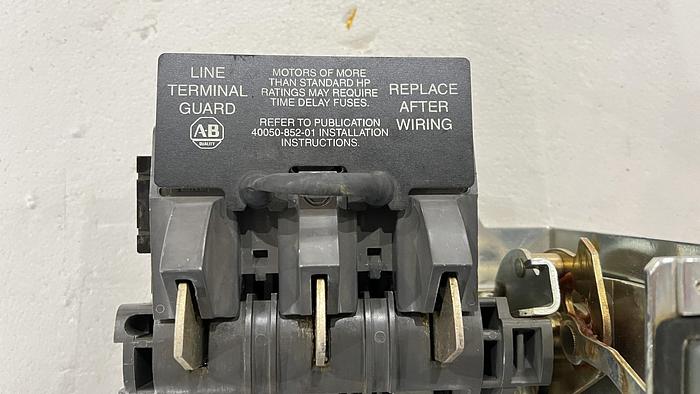 LINE
TERMINAL
GUARD
A-B
QUALITY
MOTORS OF MORE
THAN STANDARD HP
RATINGS MAY REQUIRE
TIME DELAY FUSES.
REFER TO PUBLICATION
40050-852-01 INSTALLATION
INSTRUCTIONS.
REPLACE
AFTER
WIRING